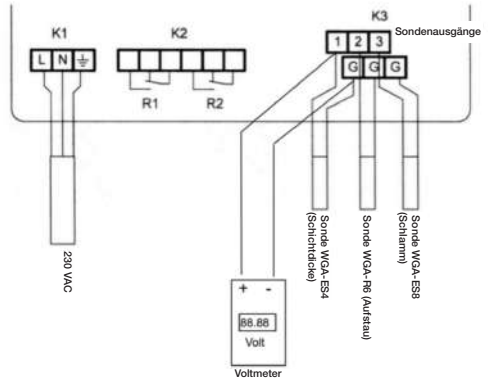 K1
K2
K3
Sondenausgänge
1 2 3
L N
G G G
R1
R2
230 VAC
Sonde WGA-ES4
(Schichtdicke)
Sonde WGA-R6 (Aufstau)
Sonde WGA-ES8
(Schlamm)
+ -
88.88
Volt
Voltmeter